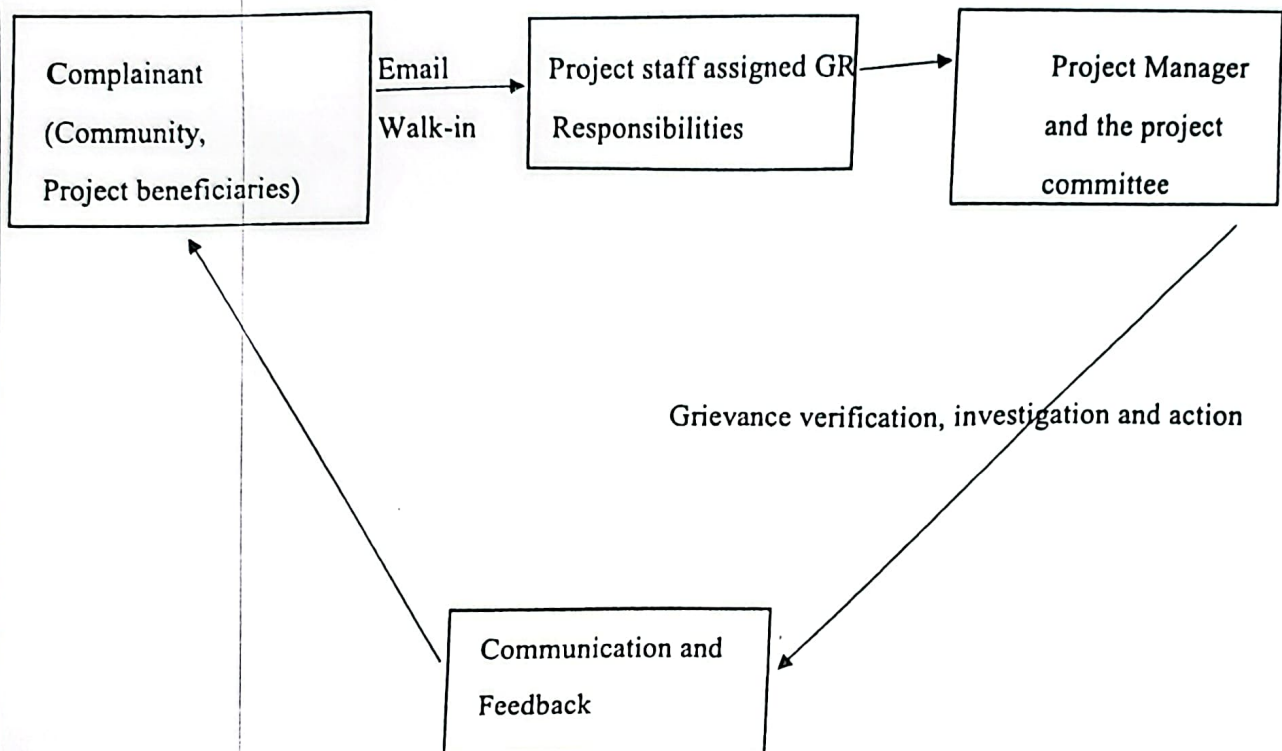 Complainant
(Community,
Project beneficiaries)
Email
Walk-in
Project staff assigned GR
Responsibilities
Project Manager
and the project
committee
Grievance verification, investigation and action
Communication and
Feedback